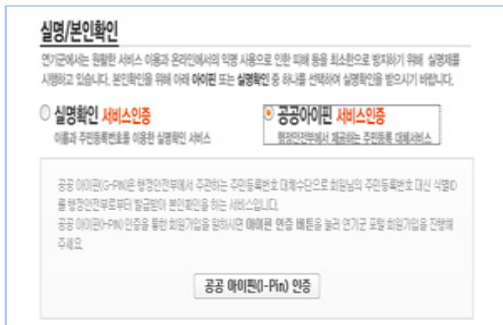 실명/본인확인
연기군에서는 원활한 서비스 이용과 온라인에서의 익명 사용으로 인한 피해 등을 최소한으로 방지하기 위해 실명제를
시행하고 있습니다. 본인확인을 위해 아래 아이핀 또는 실명확인 중 하나를 선택하여 실명확인을 받으시기 바랍니다.
실명확인 서비스인증
이름과 주민등록번호를 이용한 실명확인 서비스
공공아이핀 서비스인증
행정안전부에서 제공하는 주민등록 대체서비스
공공 아이핀(G-PIN)은 행정안전부에서 주관하는 주민등록번호 대체수단으로 회원님의 주민등록번호 대신 식별ID
를 행정안전부로부터 발급받아 본인확인을 하는 서비스입니다.
공공 아이핀(I-PIN)인증을 통한 회원가입을 원하시면 아이핀 인증 버튼을 눌러 연기군 포털 회원가입을 진행해
주세요.
공공 아이핀(I-Pin) 인증